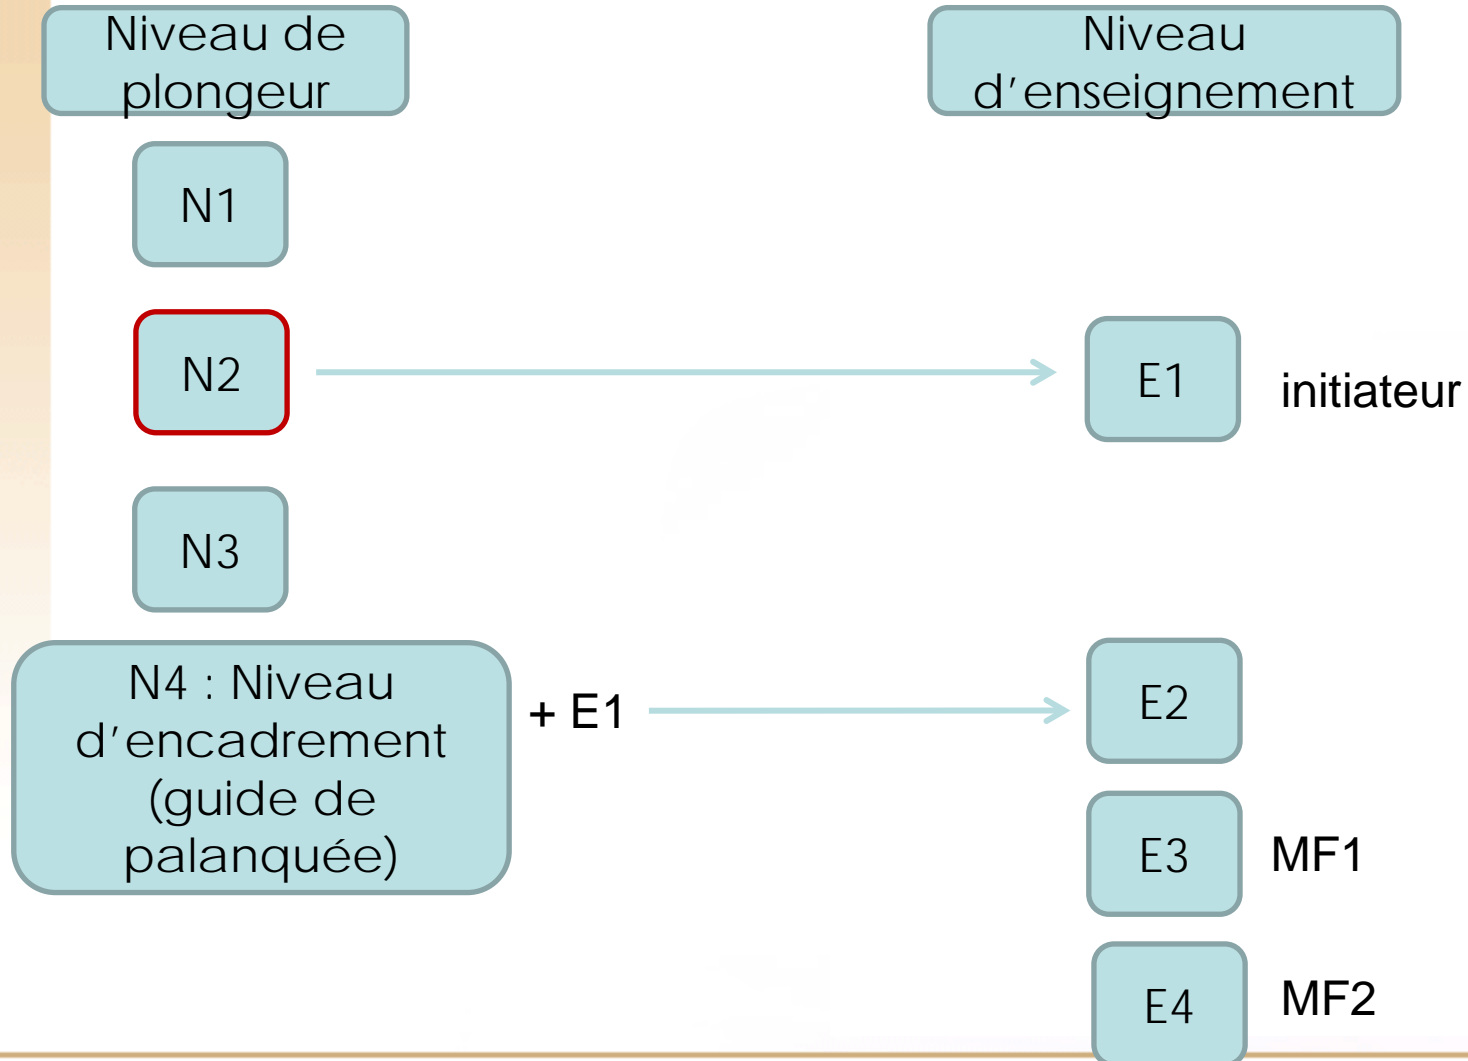 Niveau de
plongeur
Niveau
d’enseignement
N1
N2
E1
initiateur
N3
N4 : Niveau
d’encadrement
(guide de
palanquée)
+ E1
E2
E3
MF1
E4
MF2